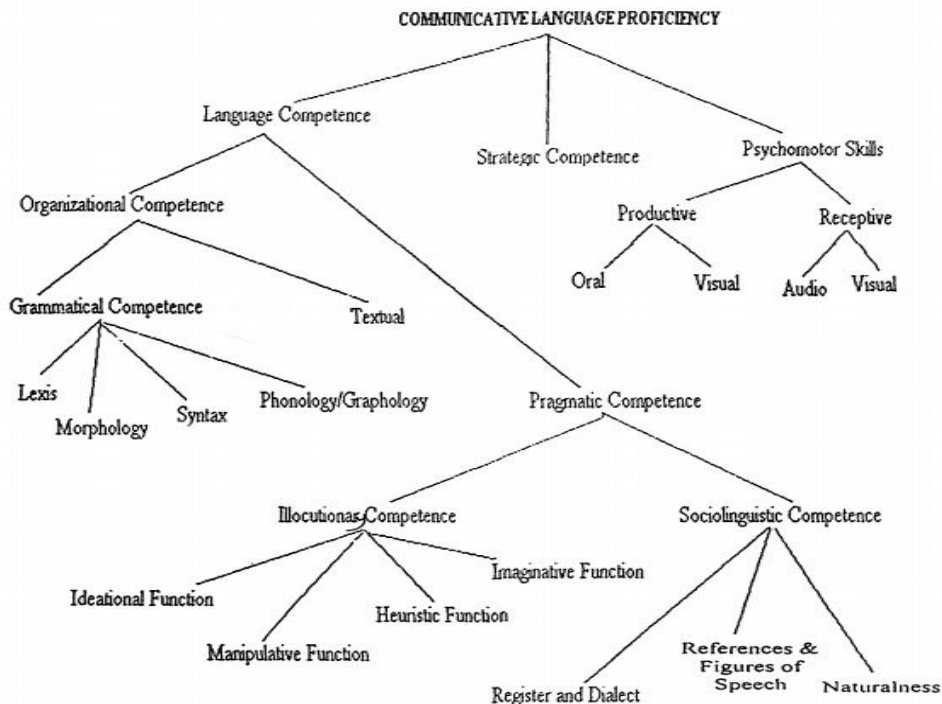 COMMUNICATIVE LANGUAGE PROFICIENCY
Language Competence
Strategic Competence
Psychomotor Skills
Organizational Competence
Productive
Receptive
Oral
Visual
Audio
Visual
Grammatical Competence
Textual
Lexis
Morphology
Syntax
Phonology/Graphology
Pragmatic Competence
Illocutionary Competence
Sociolinguistic Competence
Ideational Function
Manipulative Function
Heuristic Function
Imaginative Function
Register and Dialect
References &
Figures of
Speech
Naturalness